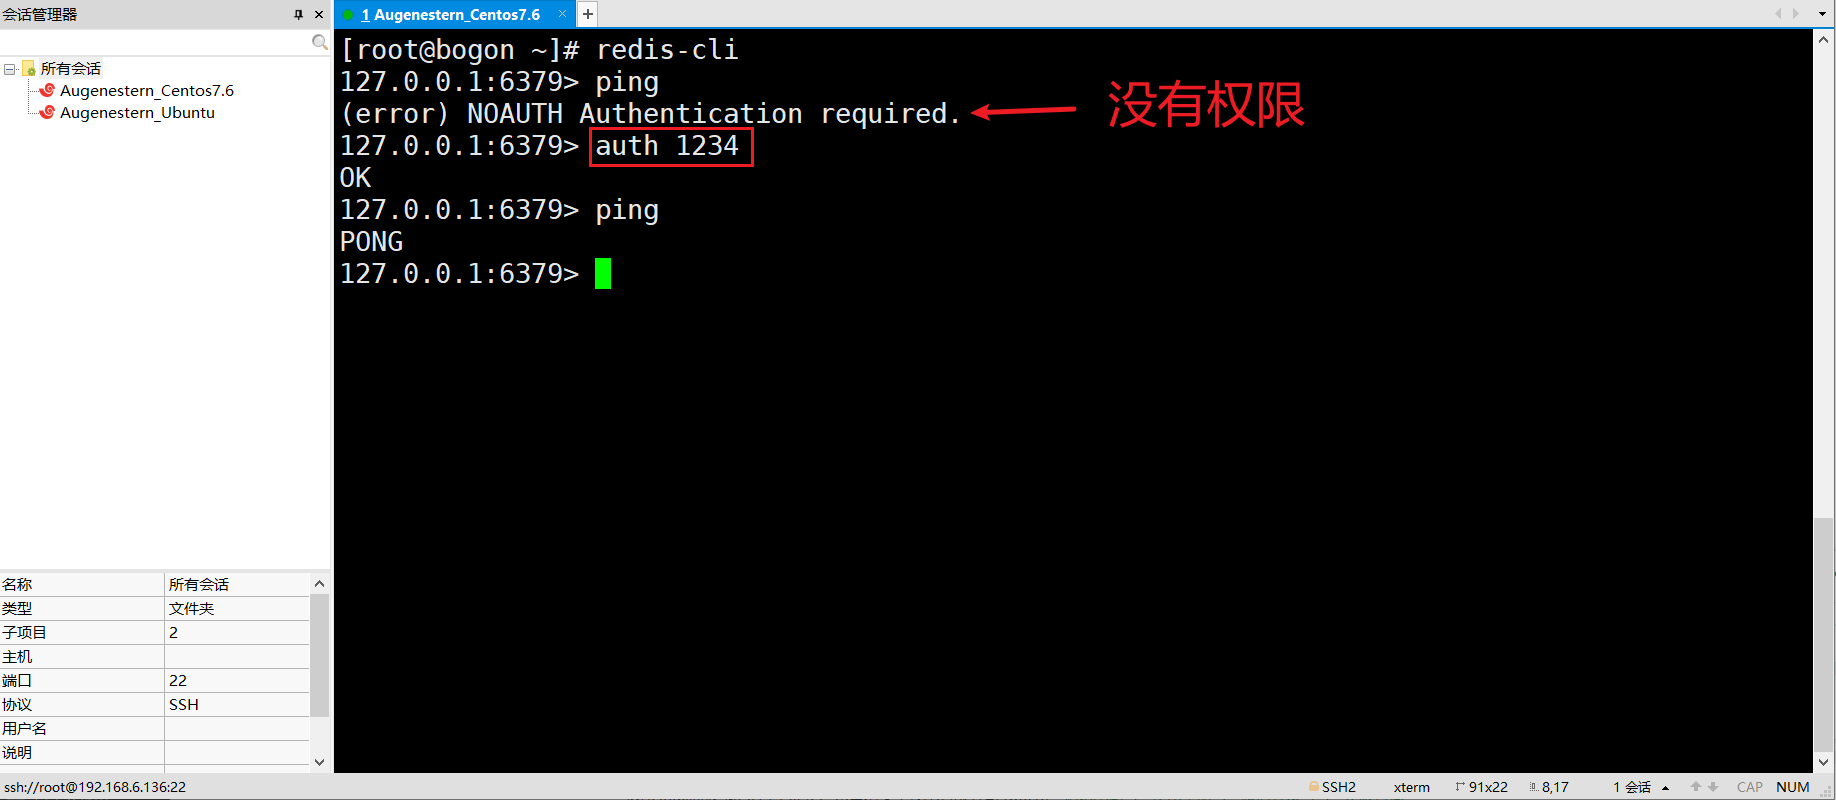 会话管理器
1 Augenestern_Centos7.6
所有会话
Augenestern_Centos7.6
Augenestern_Ubuntu
[root@bogon ~]# redis-cli
127.0.0.1:6379> ping
(error) NOAUTH Authentication required.
没有权限
127.0.0.1:6379> auth 1234
OK
127.0.0.1:6379> ping
PONG
127.0.0.1:6379>
名称 所有会话
类型 文件夹
子项目 2
主机
端口 22
协议 SSH
用户名
说明
ssh://root@192.168.6.136:22 SSH2 xterm 91x22 8,17 1 会话 CAP NUM